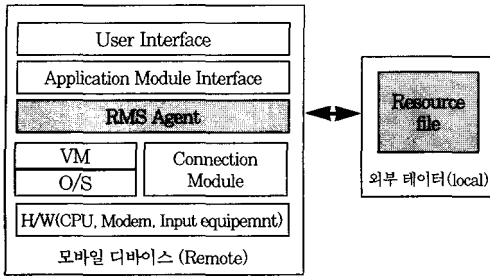 User Interface
Application Module Interface
RMS Agent
VM
O/S
Connection
Module
H/W(CPU, Modem, Input equipemnt)
모바일 디바이스 (Remote)
Resource
file
외부 데이터(local)